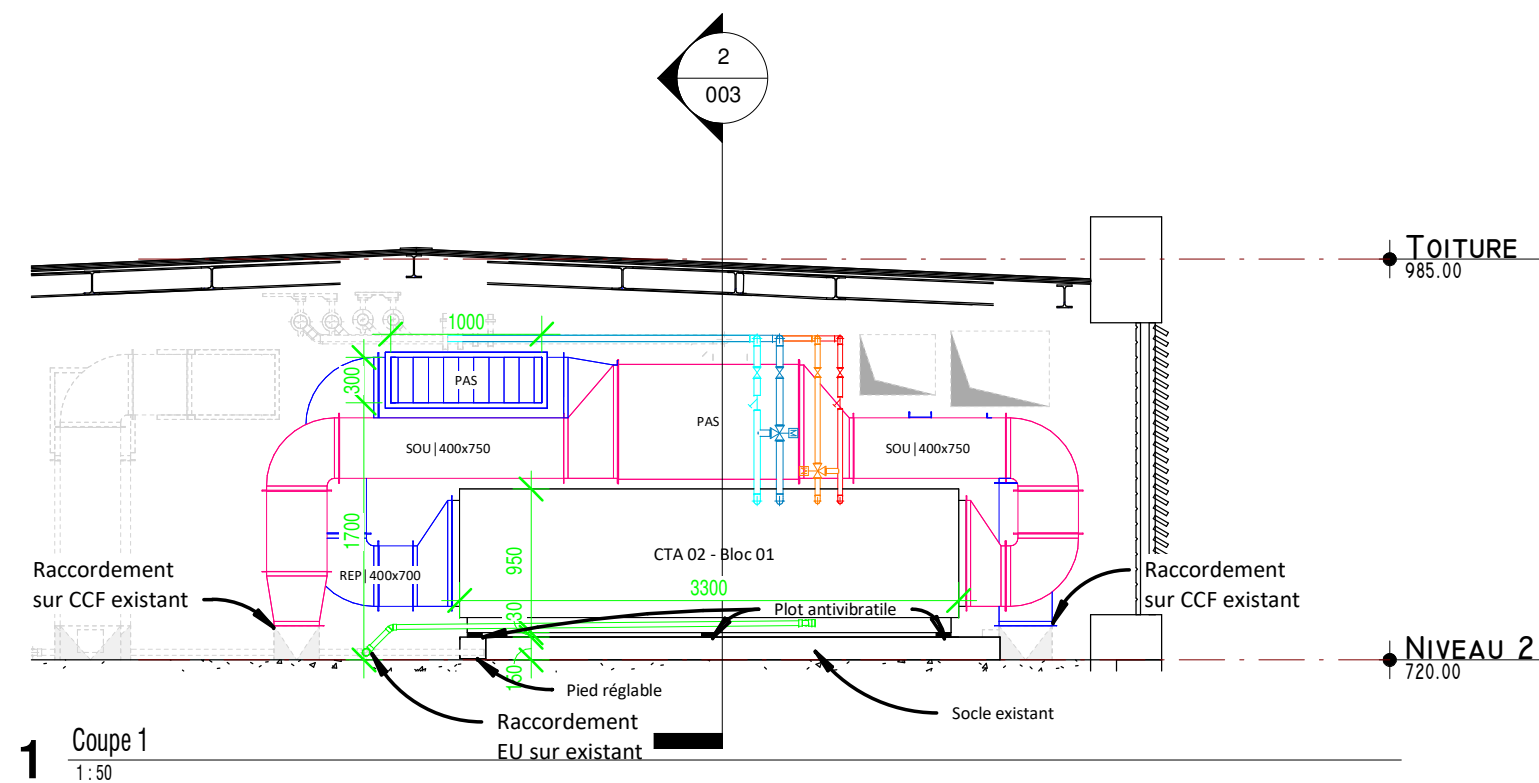 2
003
TOITURE
985.00
1000
300
PAS
PAS
SOU|400x750
SOU|400x750
1700
950
CTA 02 - Bloc 01
REP|400x700
3300
Raccordement
sur CCF existant
Raccordement
sur CCF existant
30
Plot antivibratile
150
NIVEAU 2
720.00
Pied réglable
Socle existant
Raccordement
EU sur existant
M
1
Coupe 1
1 : 50